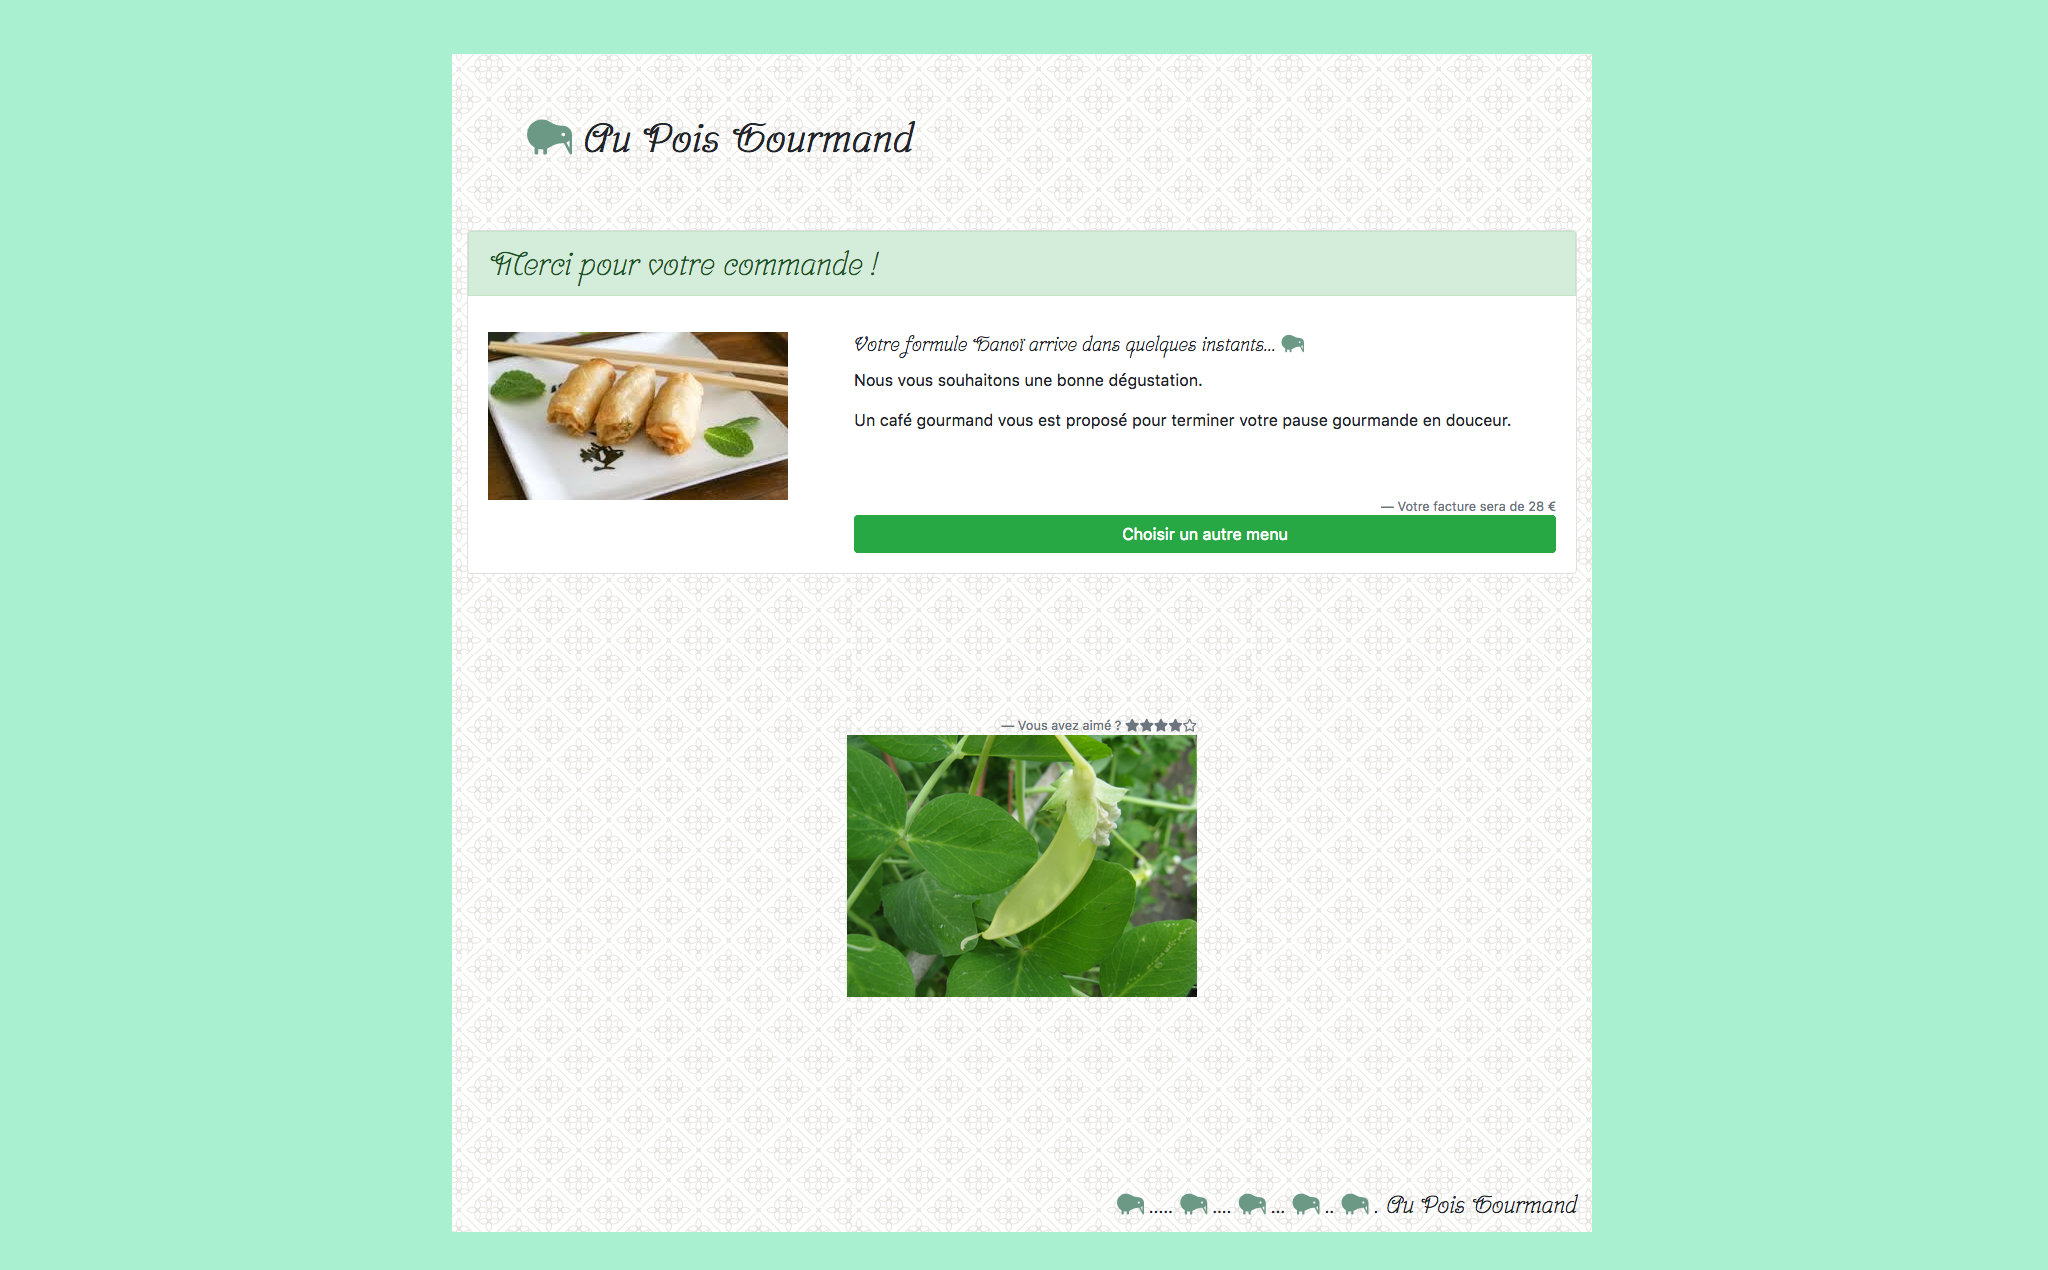 Au Pois Gourmand
Merci pour votre commande !
Votre formule Hanoï arrive dans quelques instants...
Nous vous souhaitons une bonne dégustation.
Un café gourmand vous est proposé pour terminer votre pause gourmande en douceur.
— Votre facture sera de 28 €
Choisir un autre menu
— Vous avez aimé ? ★★★★☆
..... .... ... .. . Au Pois Gourmand